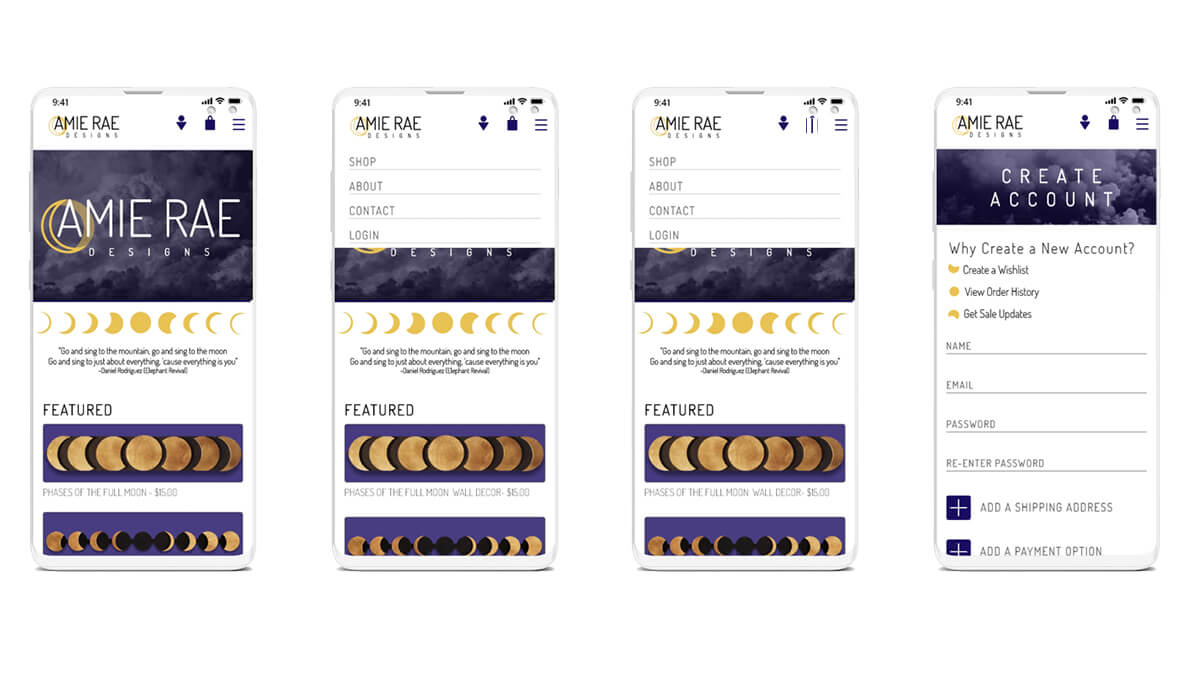 9:41
AMIE RAE
DESIGNS
AMIE RAE
DESIGNS
"Go and sing to the mountain, go and sing to the moon
Go and sing to just about everything, 'cause everything is you"
-Daniel Rodriguez (Elephant Revival)
FEATURED
PHASES OF THE FULL MOON - $15.00
9:41
AMIE RAE
DESIGNS
SHOP
ABOUT
CONTACT
LOGIN
DESIGNS
"Go and sing to the mountain, go and sing to the moon
Go and sing to just about everything, 'cause everything is you"
-Daniel Rodriguez (Elephant Revival)
FEATURED
PHASES OF THE FULL MOON WALL DECOR- $15.00
9:41
AMIE RAE
DESIGNS
SHOP
ABOUT
CONTACT
LOGIN
DESIGNS
"Go and sing to the mountain, go and sing to the moon
Go and sing to just about everything, 'cause everything is you"
-Daniel Rodriguez (Elephant Revival)
FEATURED
PHASES OF THE FULL MOON WALL DECOR- $15.00
9:41
AMIE RAE
DESIGNS
CREATE
ACCOUNT
Why Create a New Account?
Create a Wishlist
View Order History
Get Sale Updates
NAME
EMAIL
PASSWORD
RE-ENTER PASSWORD
ADD A SHIPPING ADDRESS
ADD A PAYMENT OPTION